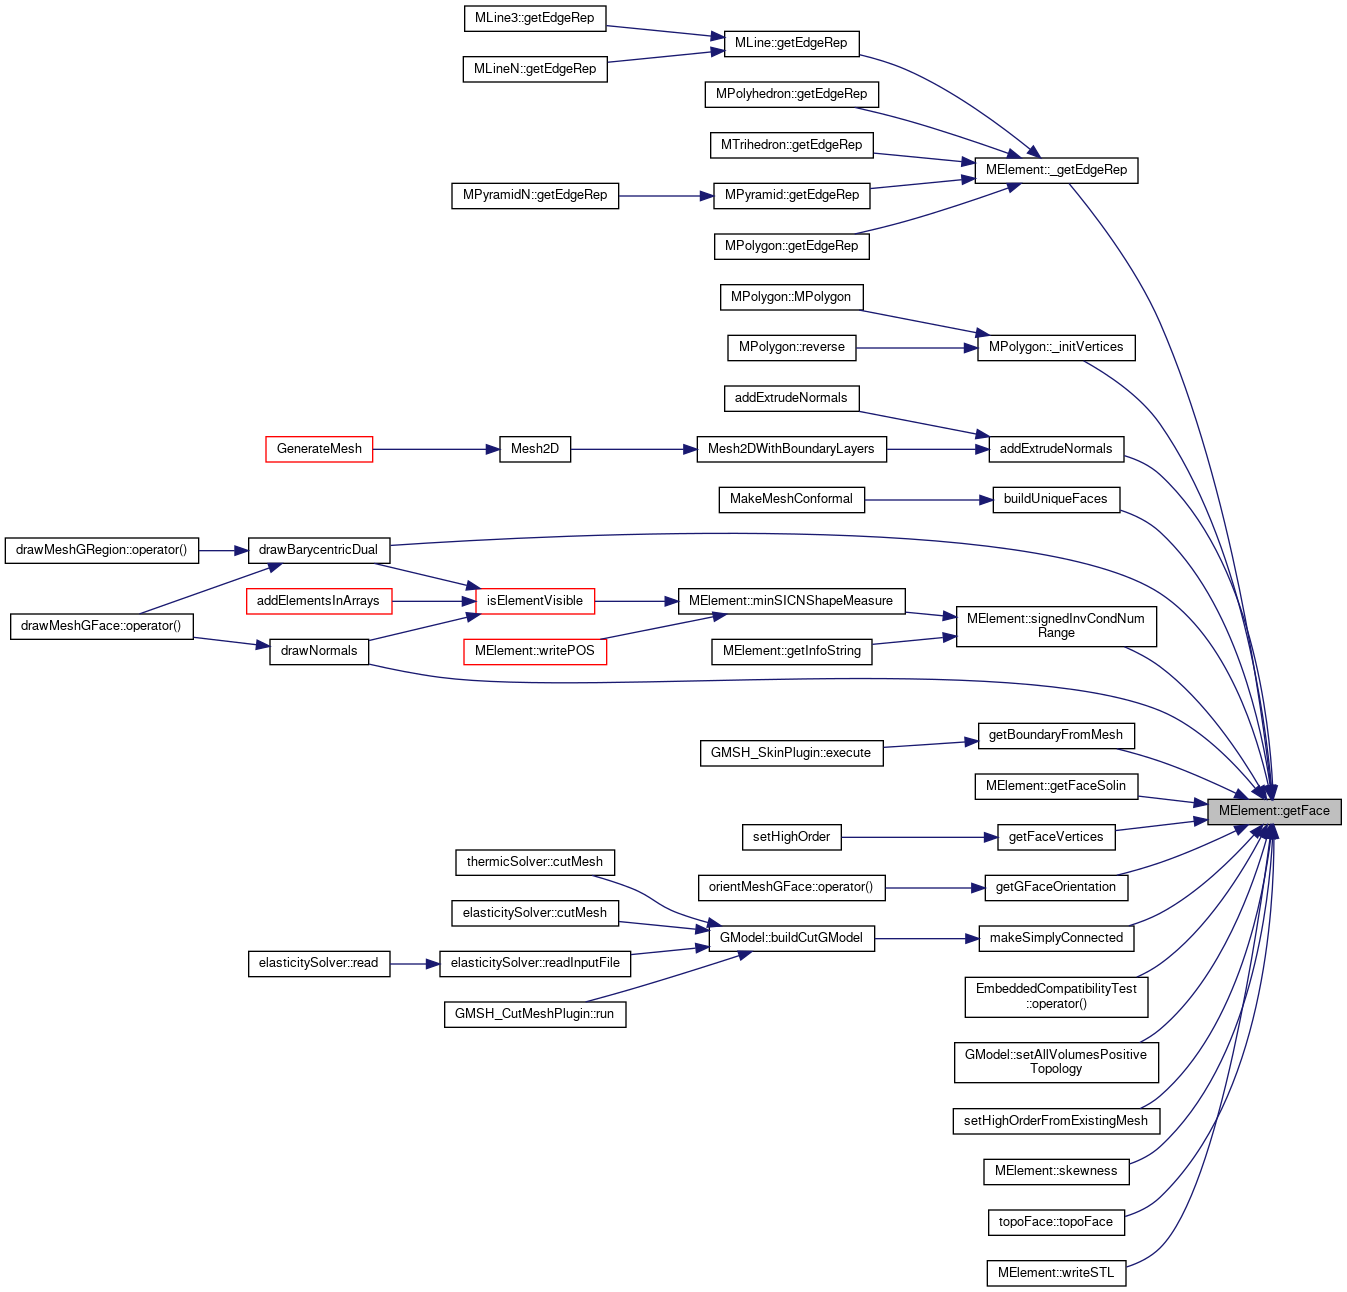 MLine3::getEdgeRep
MLine::getEdgeRep
MLineN::getEdgeRep
MPolyhedron::getEdgeRep
MTrihedron::getEdgeRep
MElement::_getEdgeRep
MPyramidN::getEdgeRep
MPyramid::getEdgeRep
MPolygon::getEdgeRep
MPolygon::MPolygon
MPolygon::reverse
MPolygon::_initVertices
addExtrudeNormals
GenerateMesh
Mesh2D
Mesh2DWithBoundaryLayers
addExtrudeNormals
MakeMeshConformal
buildUniqueFaces
drawMeshGRegion::operator()
drawBarycentricDual
addElementsInArrays
isElementVisible
MElement::minSICNShapeMeasure
MElement::signedInvCondNum
Range
drawMeshGFace::operator()
drawNormals
MElement::writePOS
MElement::getInfoString
getBoundaryFromMesh
GMSH_SkinPlugin::execute
MElement::getFaceSolin
MElement::getFace
setHighOrder
getFaceVertices
thermicSolver::cutMesh
orientMeshGFace::operator()
getGFaceOrientation
elasticitySolver::cutMesh
GModel::buildCutGModel
makeSimplyConnected
elasticitySolver::read
elasticitySolver::readInputFile
GMSH_CutMeshPlugin::run
EmbeddedCompatibilityTest
::operator()
GModel::setAllVolumesPositive
Topology
setHighOrderFromExistingMesh
MElement::skewness
topoFace::topoFace
MElement::writeSTL